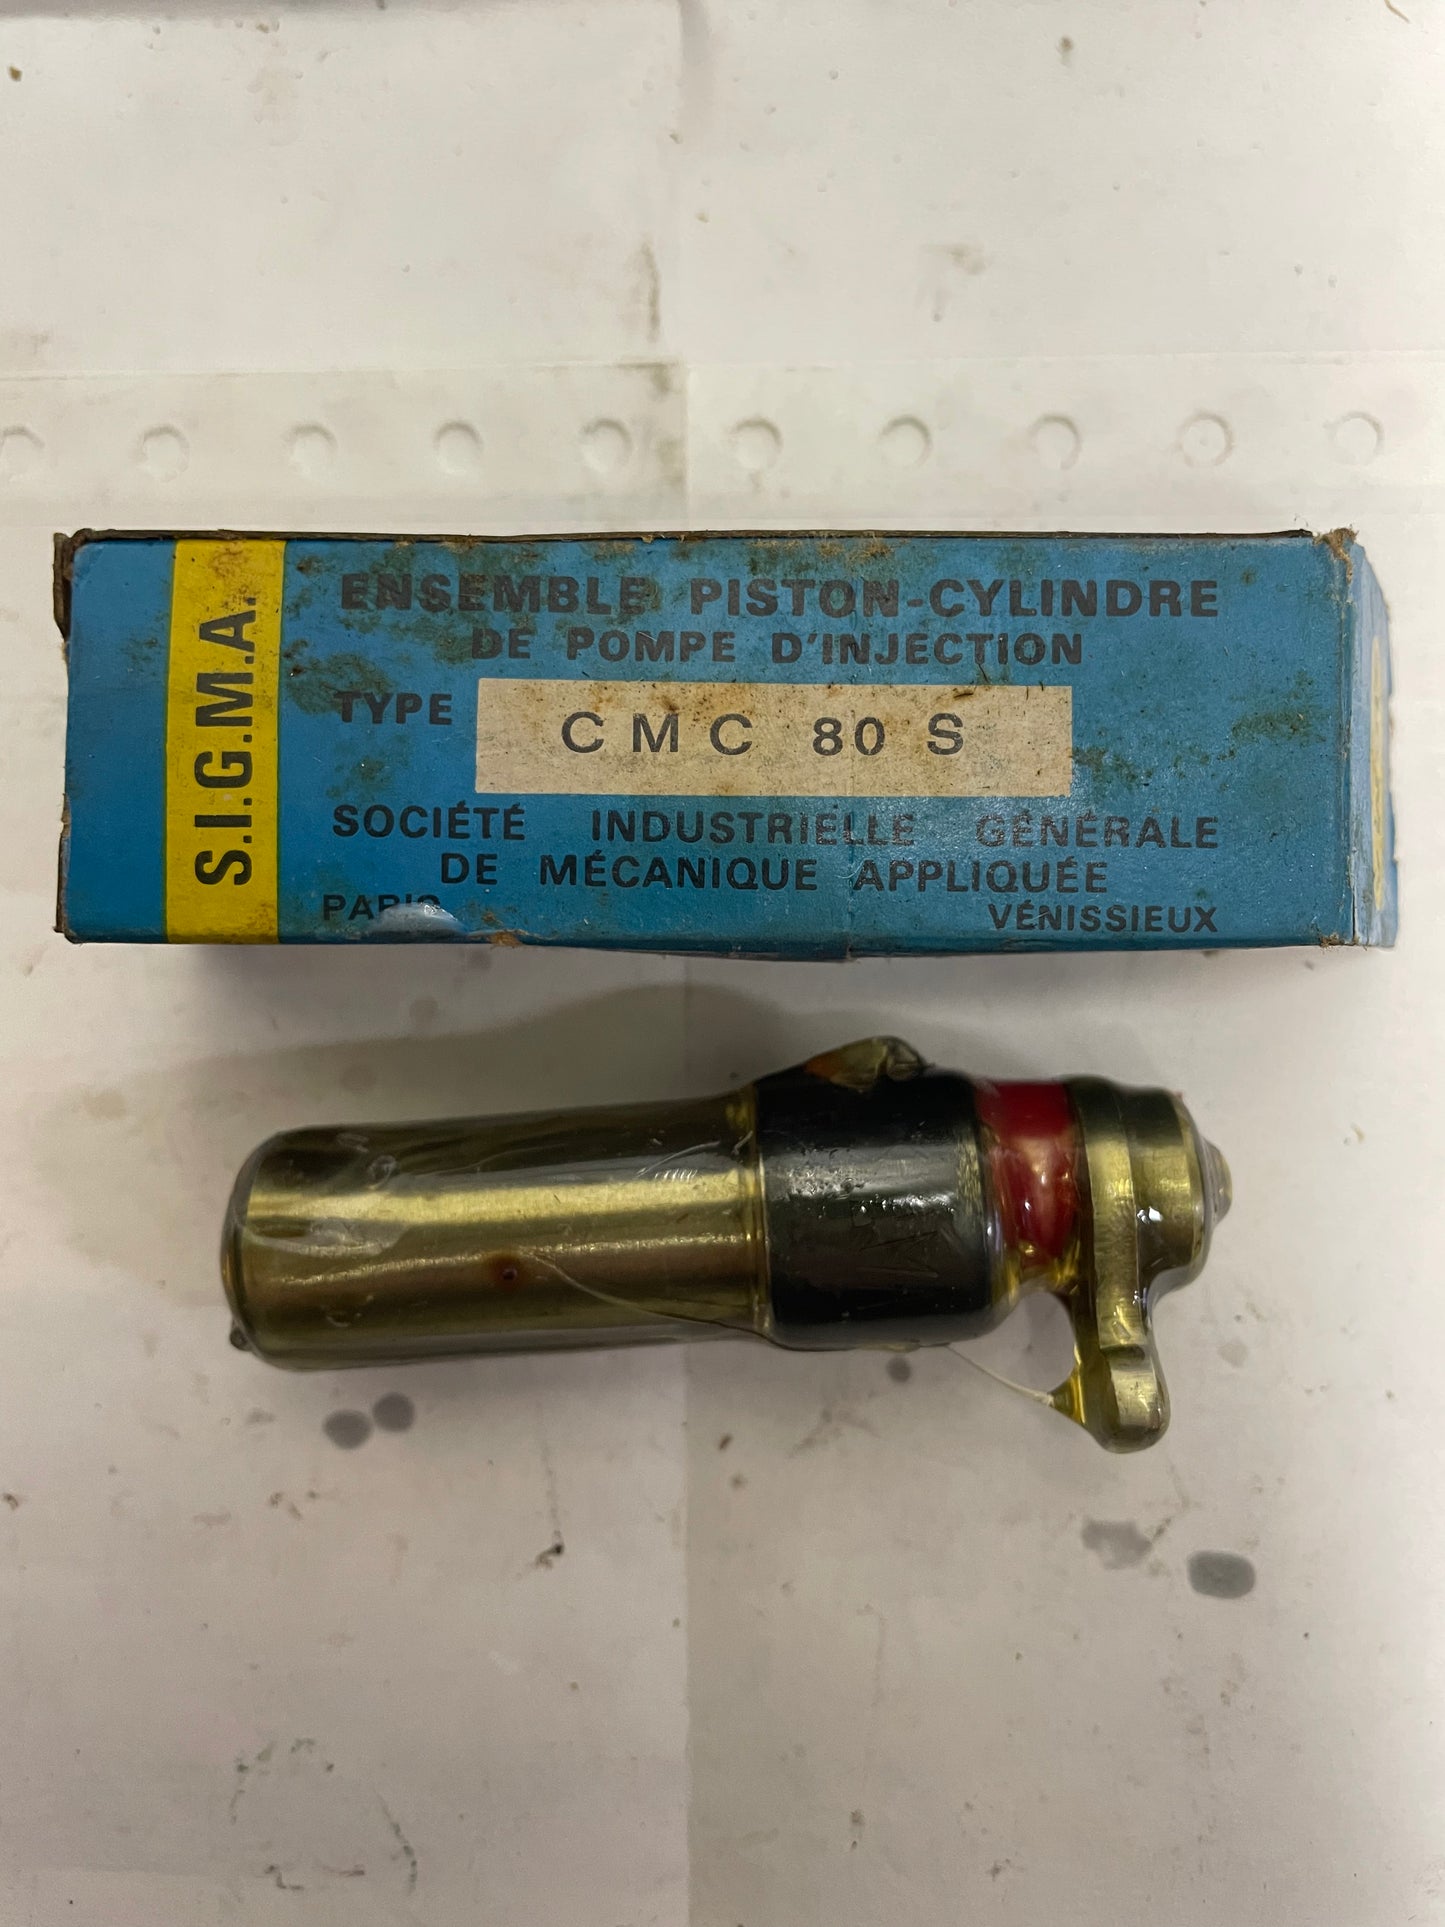 S.I.G.M.A.
ENSEMBLE PISTON-CYLINDRE
DE POMPE D'INJECTION
TYPE CMC 80 S
SOCIÉTÉ INDUSTRIELLE GÉNÉRALE
DE MÉCANIQUE APPLIQUÉE
PARIS VÉNISSIEUX